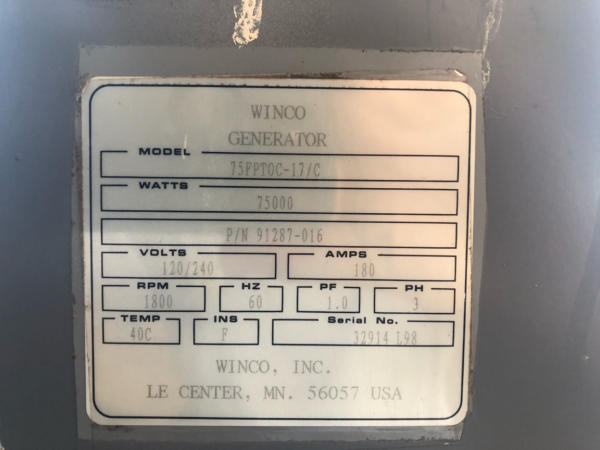 WINCO
GENERATOR
MODEL
75FPTOC-17/C
WATTS
75000
P/N 91287-016
VOLTS AMPS
120/240 180
RPM HZ PF PH
1800 60 1.0 3
TEMP INS Serial No.
40C F 32914 L98
WINCO, INC.
LE CENTER, MN. 56057 USA